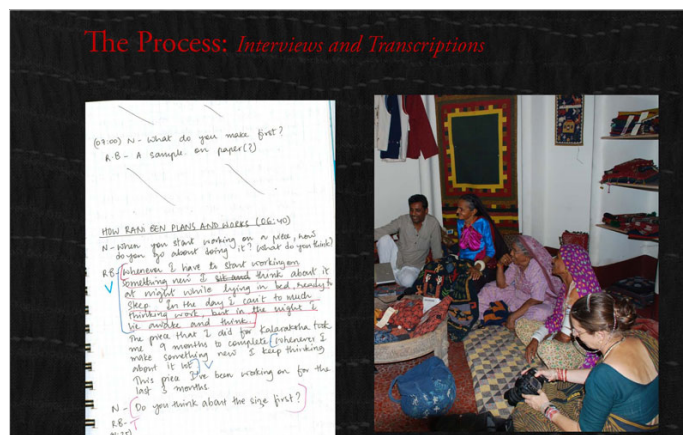 The Process: Interviews and Transcriptions
(09:00) N - What do you make first?
R.B - A sample on paper(?)
HOW RANI BEN PLANS AND WORKS (06:40)
N - When you start working on a piece, how
do you go about doing it? (What do you think)
RB - Whenever I have to start working on
something new I sit and think about it
at night while lying in bed, ready to
sleep. In the day I can't to much
thinking work, but in the night I
lie awake and think.
The piece that I did for Kalaraksha took
me 9 months to complete. Whenever I
make something new I keep thinking
about it lot.
This piece I've been working on for the
last 3 months.
N - Do you think about the size first?
RB -